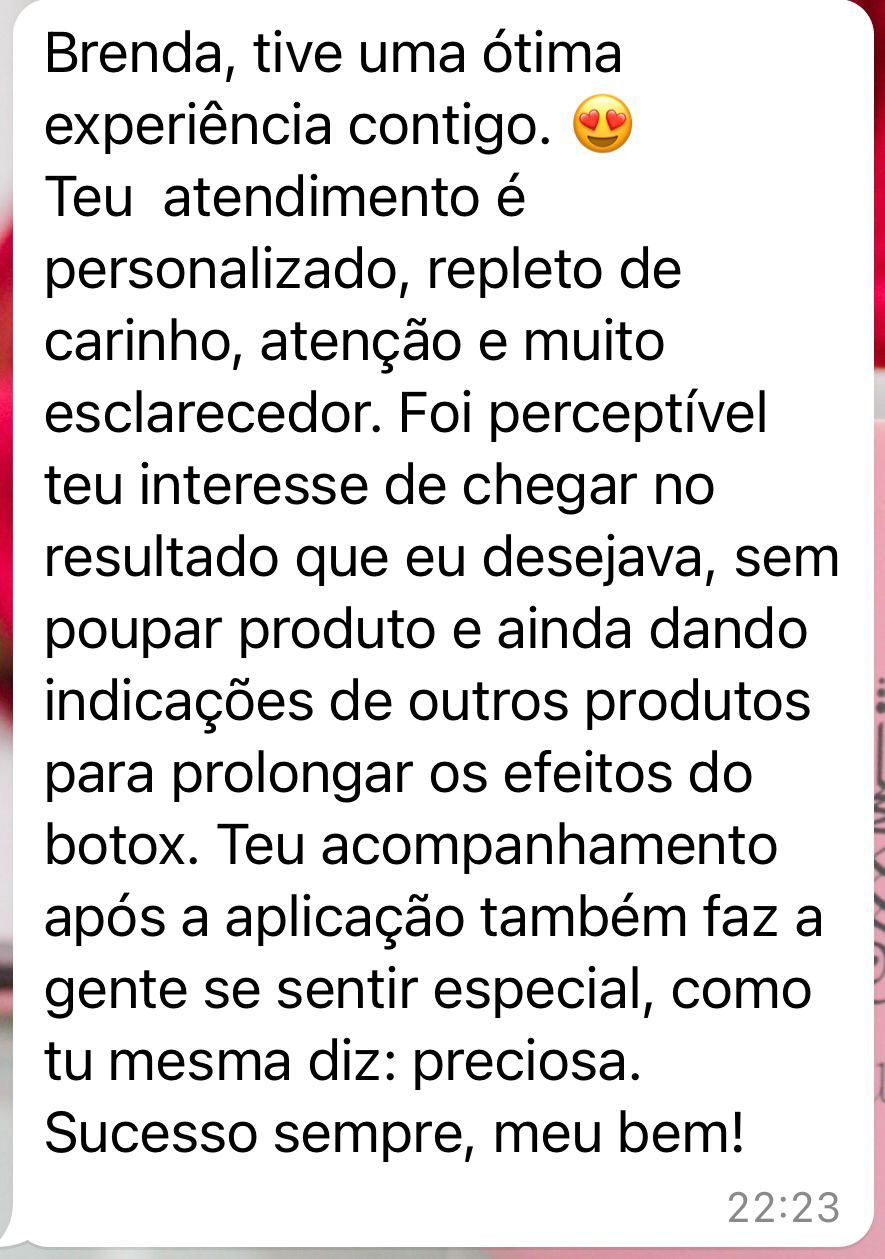 Brenda, tive uma ótima
experiência contigo. 😍
Teu  atendimento é
personalizado, repleto de
carinho, atenção e muito
esclarecedor. Foi perceptível
teu interesse de chegar no
resultado que eu desejava, sem
poupar produto e ainda dando
indicações de outros produtos
para prolongar os efeitos do
botox. Teu acompanhamento
após a aplicação também faz a
gente se sentir especial, como
tu mesma diz: preciosa.
Sucesso sempre, meu bem!
22:23